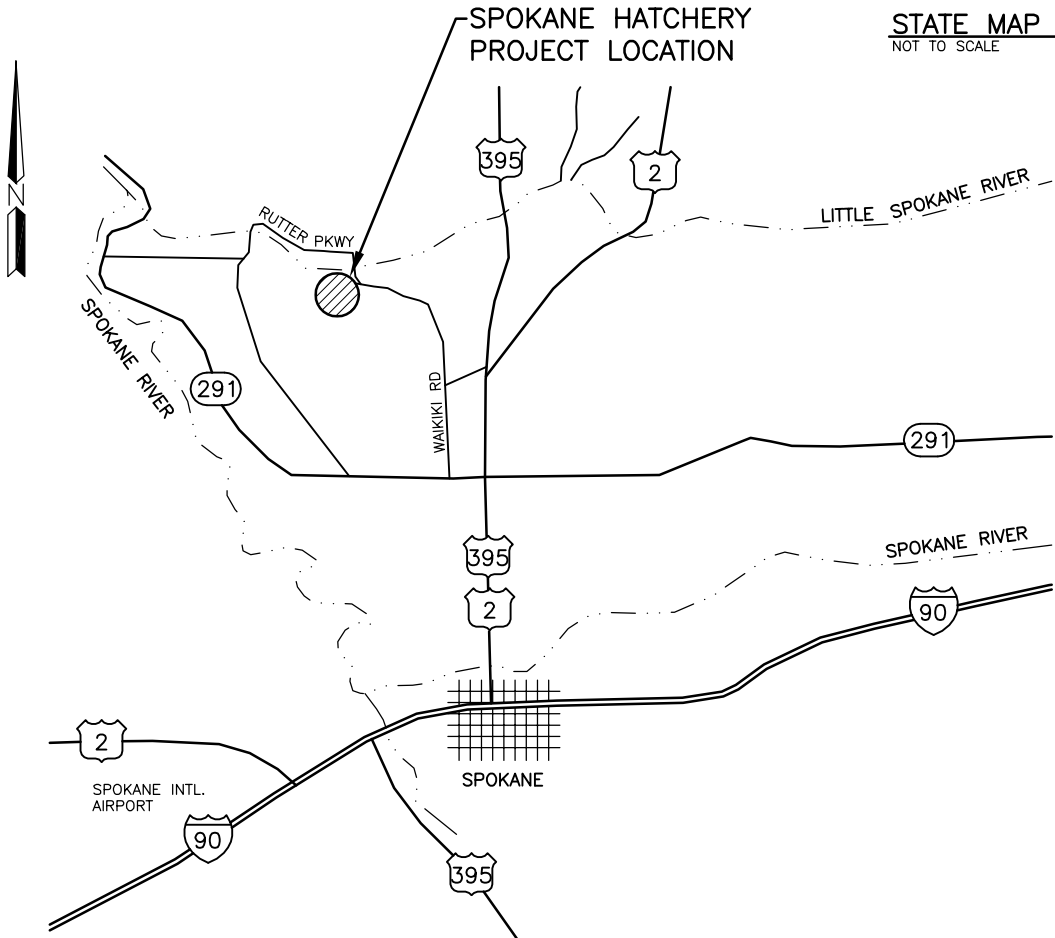 SPOKANE HATCHERY
PROJECT LOCATION
STATE MAP
NOT TO SCALE
N
395
2
LITTLE SPOKANE RIVER
RUTTER PKWY
SPOKANE RIVER
291
WAIKIKI RD
291
395
SPOKANE RIVER
2
90
2
SPOKANE
SPOKANE INTL.
AIRPORT
90
395